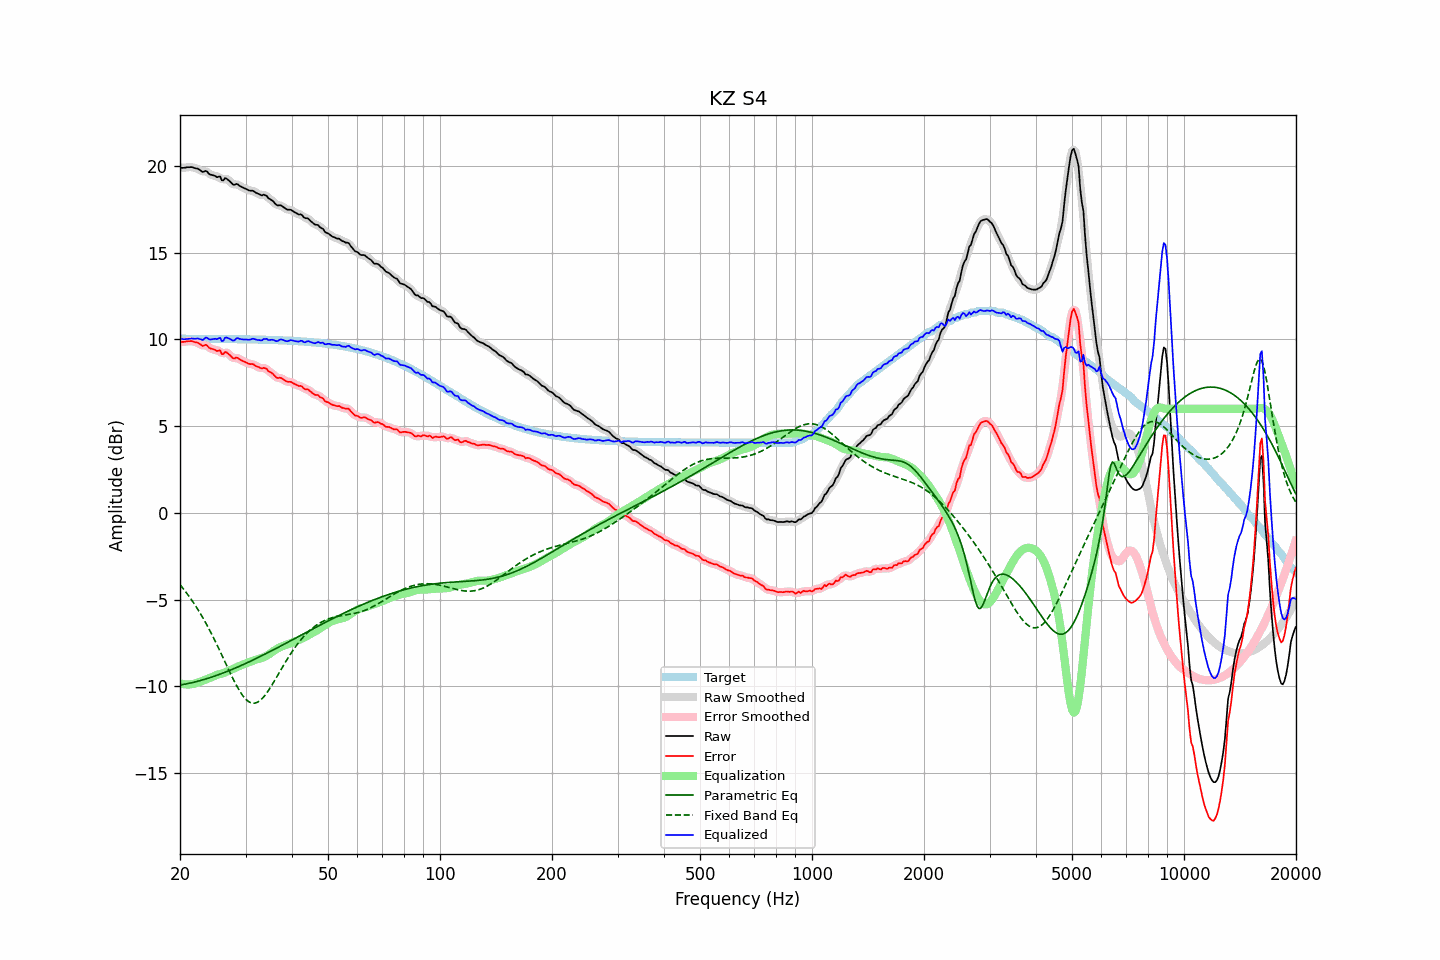 KZ S4
Amplitude (dBr)
20
15
10
5
0
−5
−10
−15
Target
Raw Smoothed
Error Smoothed
Raw
Error
Equalization
Parametric Eq
Fixed Band Eq
Equalized
20 50 100 200 500 1000 2000 5000 10000 20000
Frequency (Hz)